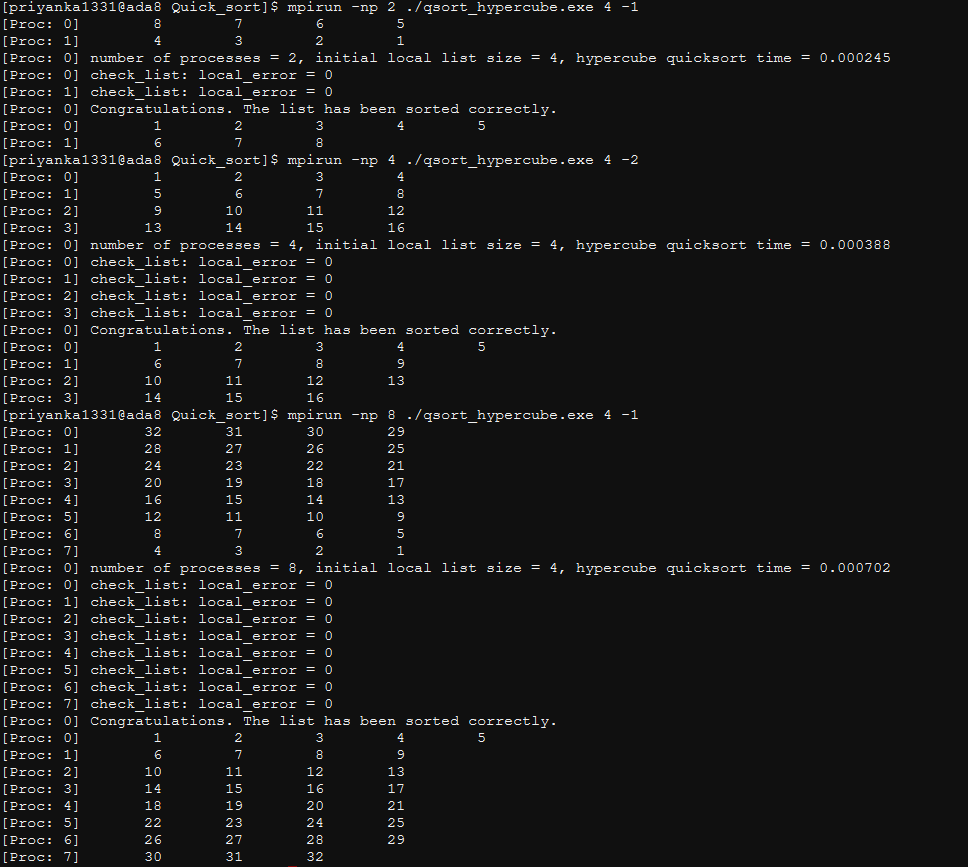 [priyanka1331@ada8 Quick_sort]$ mpirun -np 2 ./qsort_hypercube.exe 4 -1
[Proc: 0] 8 7 6 5
[Proc: 1] 4 3 2 1
[Proc: 0] number of processes = 2, initial local list size = 4, hypercube quicksort time = 0.000245
[Proc: 0] check_list: local_error = 0
[Proc: 1] check_list: local_error = 0
[Proc: 0] Congratulations. The list has been sorted correctly.
[Proc: 0] 1 2 3 4 5
[Proc: 1] 6 7 8
[priyanka1331@ada8 Quick_sort]$ mpirun -np 4 ./qsort_hypercube.exe 4 -2
[Proc: 0] 1 2 3 4
[Proc: 1] 5 6 7 8
[Proc: 2] 9 10 11 12
[Proc: 3] 13 14 15 16
[Proc: 0] number of processes = 4, initial local list size = 4, hypercube quicksort time = 0.000388
[Proc: 0] check_list: local_error = 0
[Proc: 1] check_list: local_error = 0
[Proc: 2] check_list: local_error = 0
[Proc: 3] check_list: local_error = 0
[Proc: 0] Congratulations. The list has been sorted correctly.
[Proc: 0] 1 2 3 4 5
[Proc: 1] 6 7 8 9
[Proc: 2] 10 11 12 13
[Proc: 3] 14 15 16
[priyanka1331@ada8 Quick_sort]$ mpirun -np 8 ./qsort_hypercube.exe 4 -1
[Proc: 0] 32 31 30 29
[Proc: 1] 28 27 26 25
[Proc: 2] 24 23 22 21
[Proc: 3] 20 19 18 17
[Proc: 4] 16 15 14 13
[Proc: 5] 12 11 10 9
[Proc: 6] 8 7 6 5
[Proc: 7] 4 3 2 1
[Proc: 0] number of processes = 8, initial local list size = 4, hypercube quicksort time = 0.000702
[Proc: 0] check_list: local_error = 0
[Proc: 1] check_list: local_error = 0
[Proc: 2] check_list: local_error = 0
[Proc: 3] check_list: local_error = 0
[Proc: 4] check_list: local_error = 0
[Proc: 5] check_list: local_error = 0
[Proc: 6] check_list: local_error = 0
[Proc: 7] check_list: local_error = 0
[Proc: 0] Congratulations. The list has been sorted correctly.
[Proc: 0] 1 2 3 4 5
[Proc: 1] 6 7 8 9
[Proc: 2] 10 11 12 13
[Proc: 3] 14 15 16 17
[Proc: 4] 18 19 20 21
[Proc: 5] 22 23 24 25
[Proc: 6] 26 27 28 29
[Proc: 7] 30 31 32